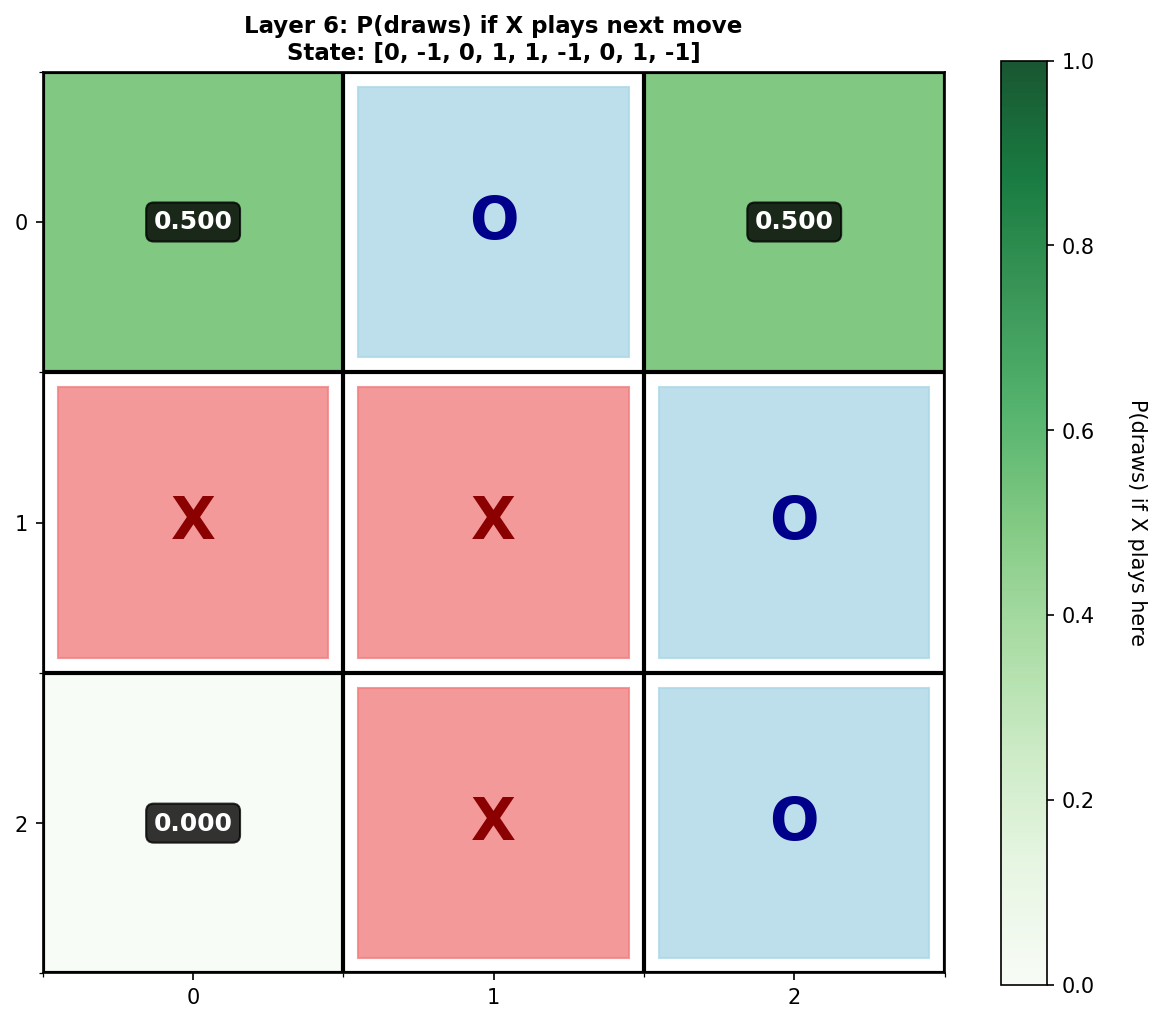 Layer 6: P(draws) if X plays next move
State: [0, -1, 0, 1, 1, -1, 0, 1, -1]
0 0.500 O 0.500
1 X X O
2 0.000 X O
0 1 2
1.0
0.8
0.6
0.4
0.2
0.0
P(draws) if X plays here